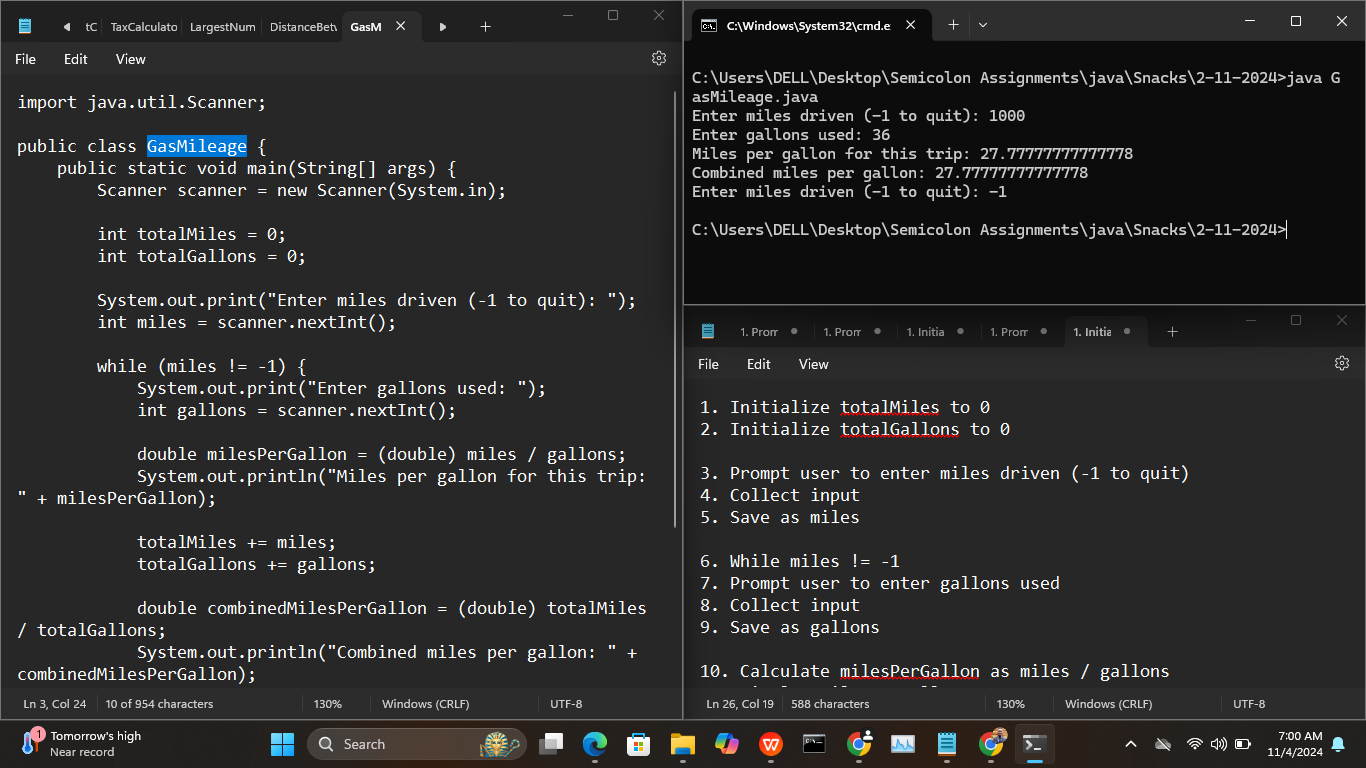 tC TaxCalculato LargestNum DistanceBetv GasM
File Edit View
import java.util.Scanner;
public class GasMileage {
public static void main(String[] args) {
Scanner scanner = new Scanner(System.in);
int totalMiles = 0;
int totalGallons = 0;
System.out.print("Enter miles driven (-1 to quit): ");
int miles = scanner.nextInt();
while (miles != -1) {
System.out.print("Enter gallons used: ");
int gallons = scanner.nextInt();
double milesPerGallon = (double) miles / gallons;
System.out.println("Miles per gallon for this trip:
" + milesPerGallon);
totalMiles += miles;
totalGallons += gallons;
double combinedMilesPerGallon = (double) totalMiles
/ totalGallons;
System.out.println("Combined miles per gallon: " +
combinedMilesPerGallon);
Ln 3, Col 24 10 of 954 characters 130% Windows (CRLF) UTF-8
C:\Windows\System32\cmd.e
C:\Users\DELL\Desktop\Semicolon Assignments\java\Snacks\2-11-2024>java G
asMileage.java
Enter miles driven (-1 to quit): 1000
Enter gallons used: 36
Miles per gallon for this trip: 27.77777777777778
Combined miles per gallon: 27.77777777777778
Enter miles driven (-1 to quit): -1
C:\Users\DELL\Desktop\Semicolon Assignments\java\Snacks\2-11-2024>
1. Prom 1. Prom 1. Initia 1. Prom 1. Initia
File Edit View
1. Initialize totalMiles to 0
2. Initialize totalGallons to 0
3. Prompt user to enter miles driven (-1 to quit)
4. Collect input
5. Save as miles
6. While miles != -1
7. Prompt user to enter gallons used
8. Collect input
9. Save as gallons
10. Calculate milesPerGallon as miles / gallons
Ln 26, Col 19 588 characters 130% Windows (CRLF) UTF-8
1 Tomorrow's high
Near record
Search
7:00 AM
11/4/2024